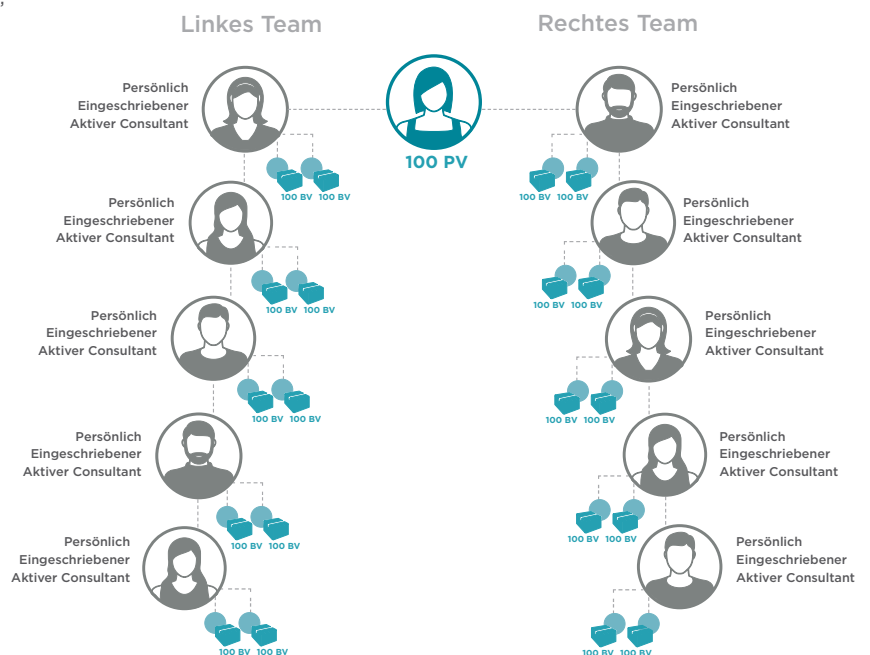 Linkes Team
Rechtes Team
Persönlich
Eingeschriebener
Aktiver Consultant
100 PV
Persönlich
Eingeschriebener
Aktiver Consultant
100 BV 100 BV
100 BV 100 BV
Persönlich
Eingeschriebener
Aktiver Consultant
Persönlich
Eingeschriebener
Aktiver Consultant
100 BV 100 BV
100 BV 100 BV
Persönlich
Eingeschriebener
Aktiver Consultant
Persönlich
Eingeschriebener
Aktiver Consultant
100 BV 100 BV
100 BV 100 BV
Persönlich
Eingeschriebener
Aktiver Consultant
Persönlich
Eingeschriebener
Aktiver Consultant
100 BV 100 BV
100 BV 100 BV
Persönlich
Eingeschriebener
Aktiver Consultant
Persönlich
Eingeschriebener
Aktiver Consultant
100 BV 100 BV
100 BV 100 BV